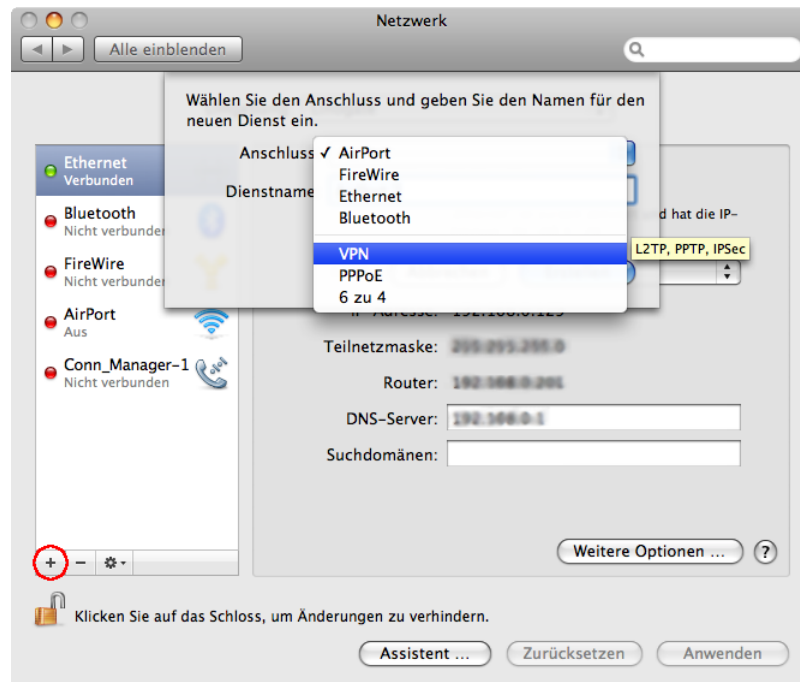 Netzwerk
Alle einblenden
Wählen Sie den Anschluss und geben Sie den Namen für den
neuen Dienst ein.
Anschluss ✓ AirPort
FireWire
Ethernet
Bluetooth
VPN
PPPoE
6 zu 4
L2TP, PPTP, IPSec
Dienstname
Ethernet
Verbunden
Bluetooth
Nicht verbunden
FireWire
Nicht verbunden
AirPort
Aus
Conn_Manager-1
Nicht verbunden
d hat die IP-
Teilnetzmaske:
Router:
DNS-Server:
Suchdomänen:
Weitere Optionen ...
?
+ −
Klicken Sie auf das Schloss, um Änderungen zu verhindern.
Assistent ...
Zurücksetzen
Anwenden